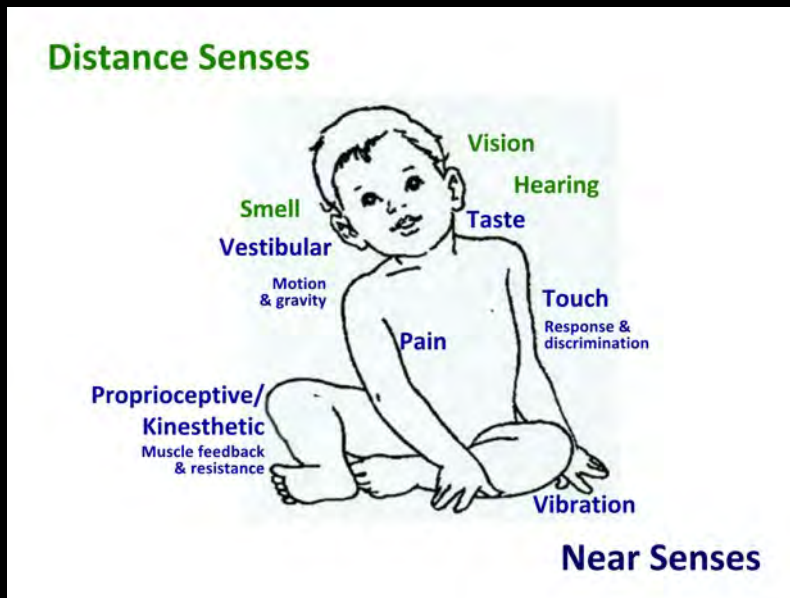 Distance Senses
Vision
Hearing
Smell
Taste
Vestibular
Motion
& gravity
Touch
Response &
discrimination
Pain
Proprioceptive/
Kinesthetic
Muscle feedback
& resistance
Vibration
Near Senses